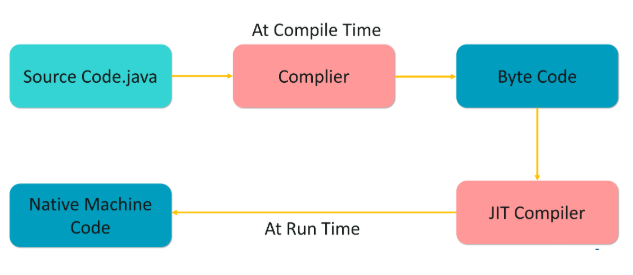 At Compile Time
Source Code.java
Complier
Byte Code
Native Machine
Code
At Run Time
JIT Compiler